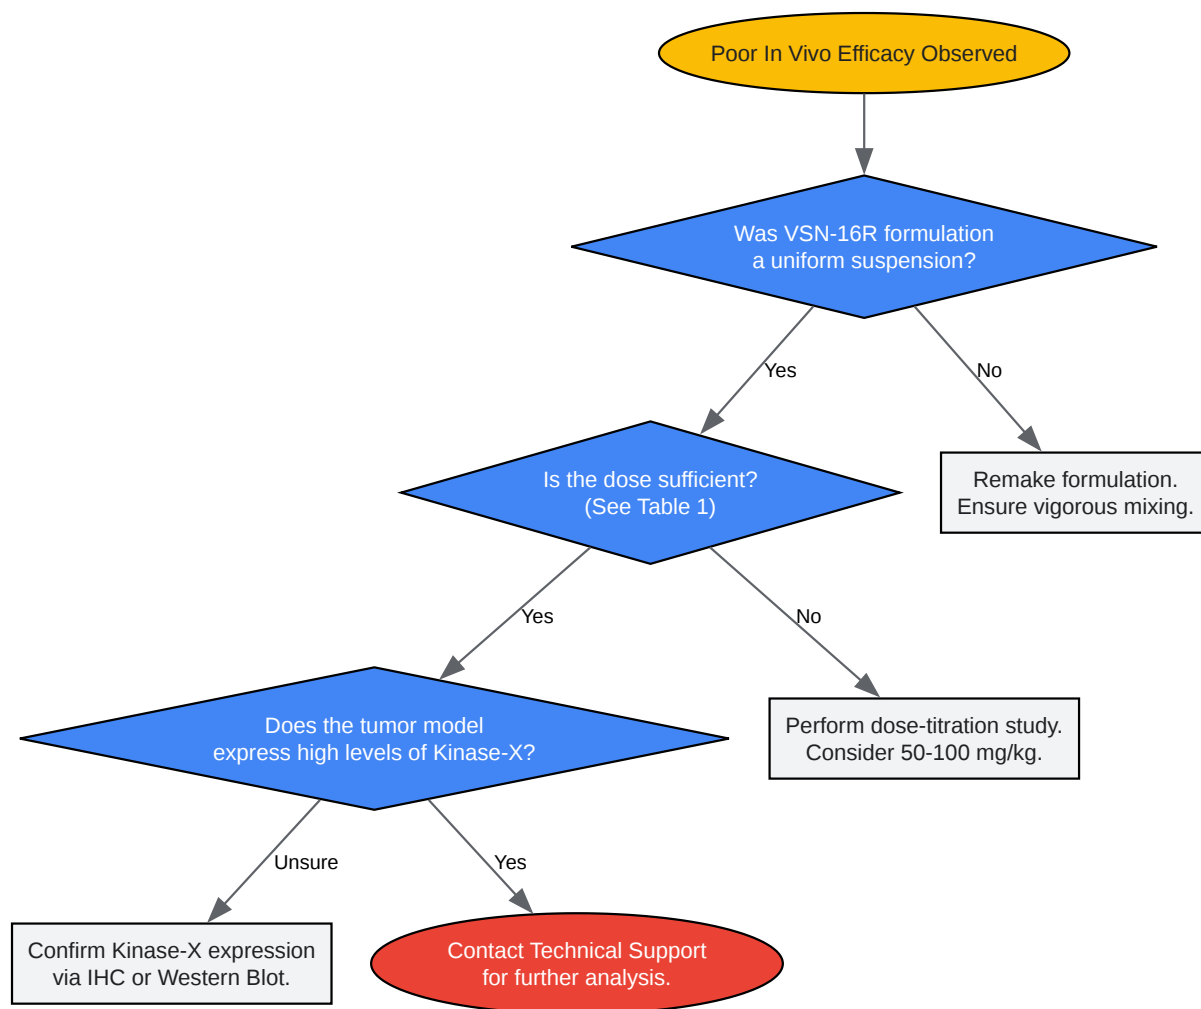 Poor In Vivo Efficacy Observed
Was VSN-16R formulation
a uniform suspension?
Yes
No
Is the dose sufficient?
(See Table 1)
Remake formulation.
Ensure vigorous mixing.
Yes
No
Does the tumor model
express high levels of Kinase-X?
Perform dose-titration study.
Consider 50-100 mg/kg.
Unsure
Yes
Confirm Kinase-X expression
via IHC or Western Blot.
Contact Technical Support
for further analysis.